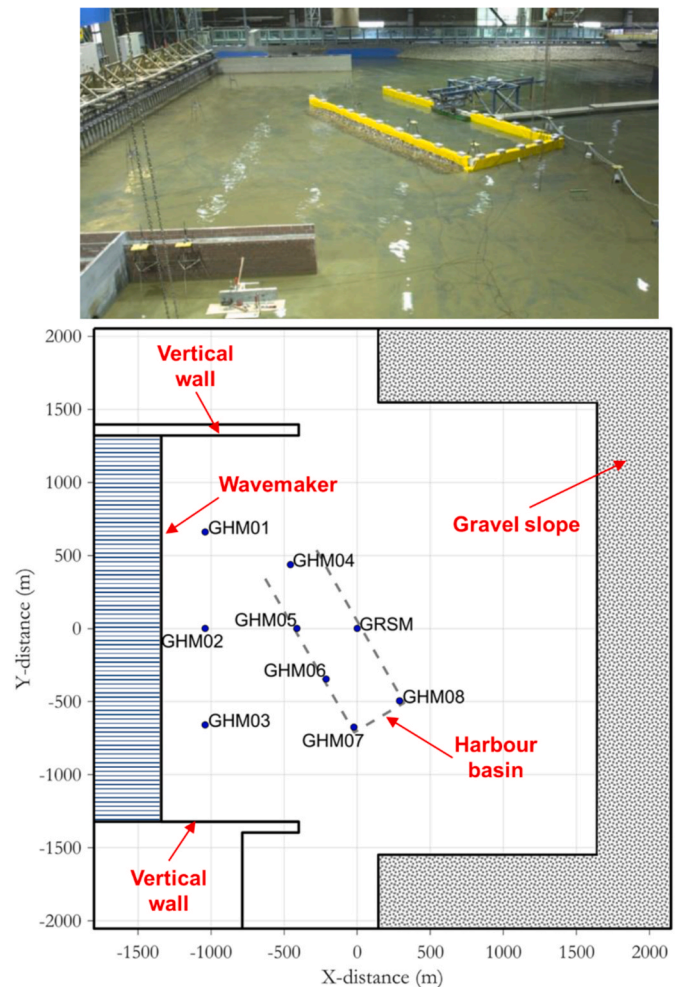 2000
Vertical
wall
1500
Wavemaker
1000
GHM01
Gravel slope
500
GHM04
Y-distance (m)
0
GHM05
GRSM
GHM02
GHM06
-500
GHM08
GHM03
GHM07
Harbour
basin
-1000
-1500
Vertical
wall
-2000
-1500 -1000 -500 0 500 1000 1500 2000
X-distance (m)